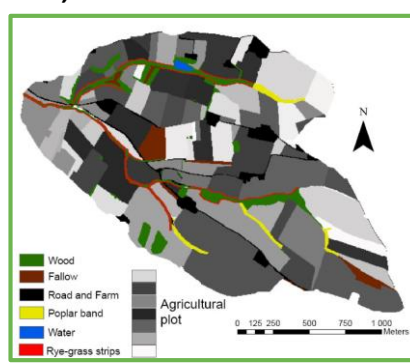 N
Wood
Fallow
Road and Farm
Poplar band
Water
Rye-grass strips
Agricultural
plot
0 125 250 500 750 1 000
Meters